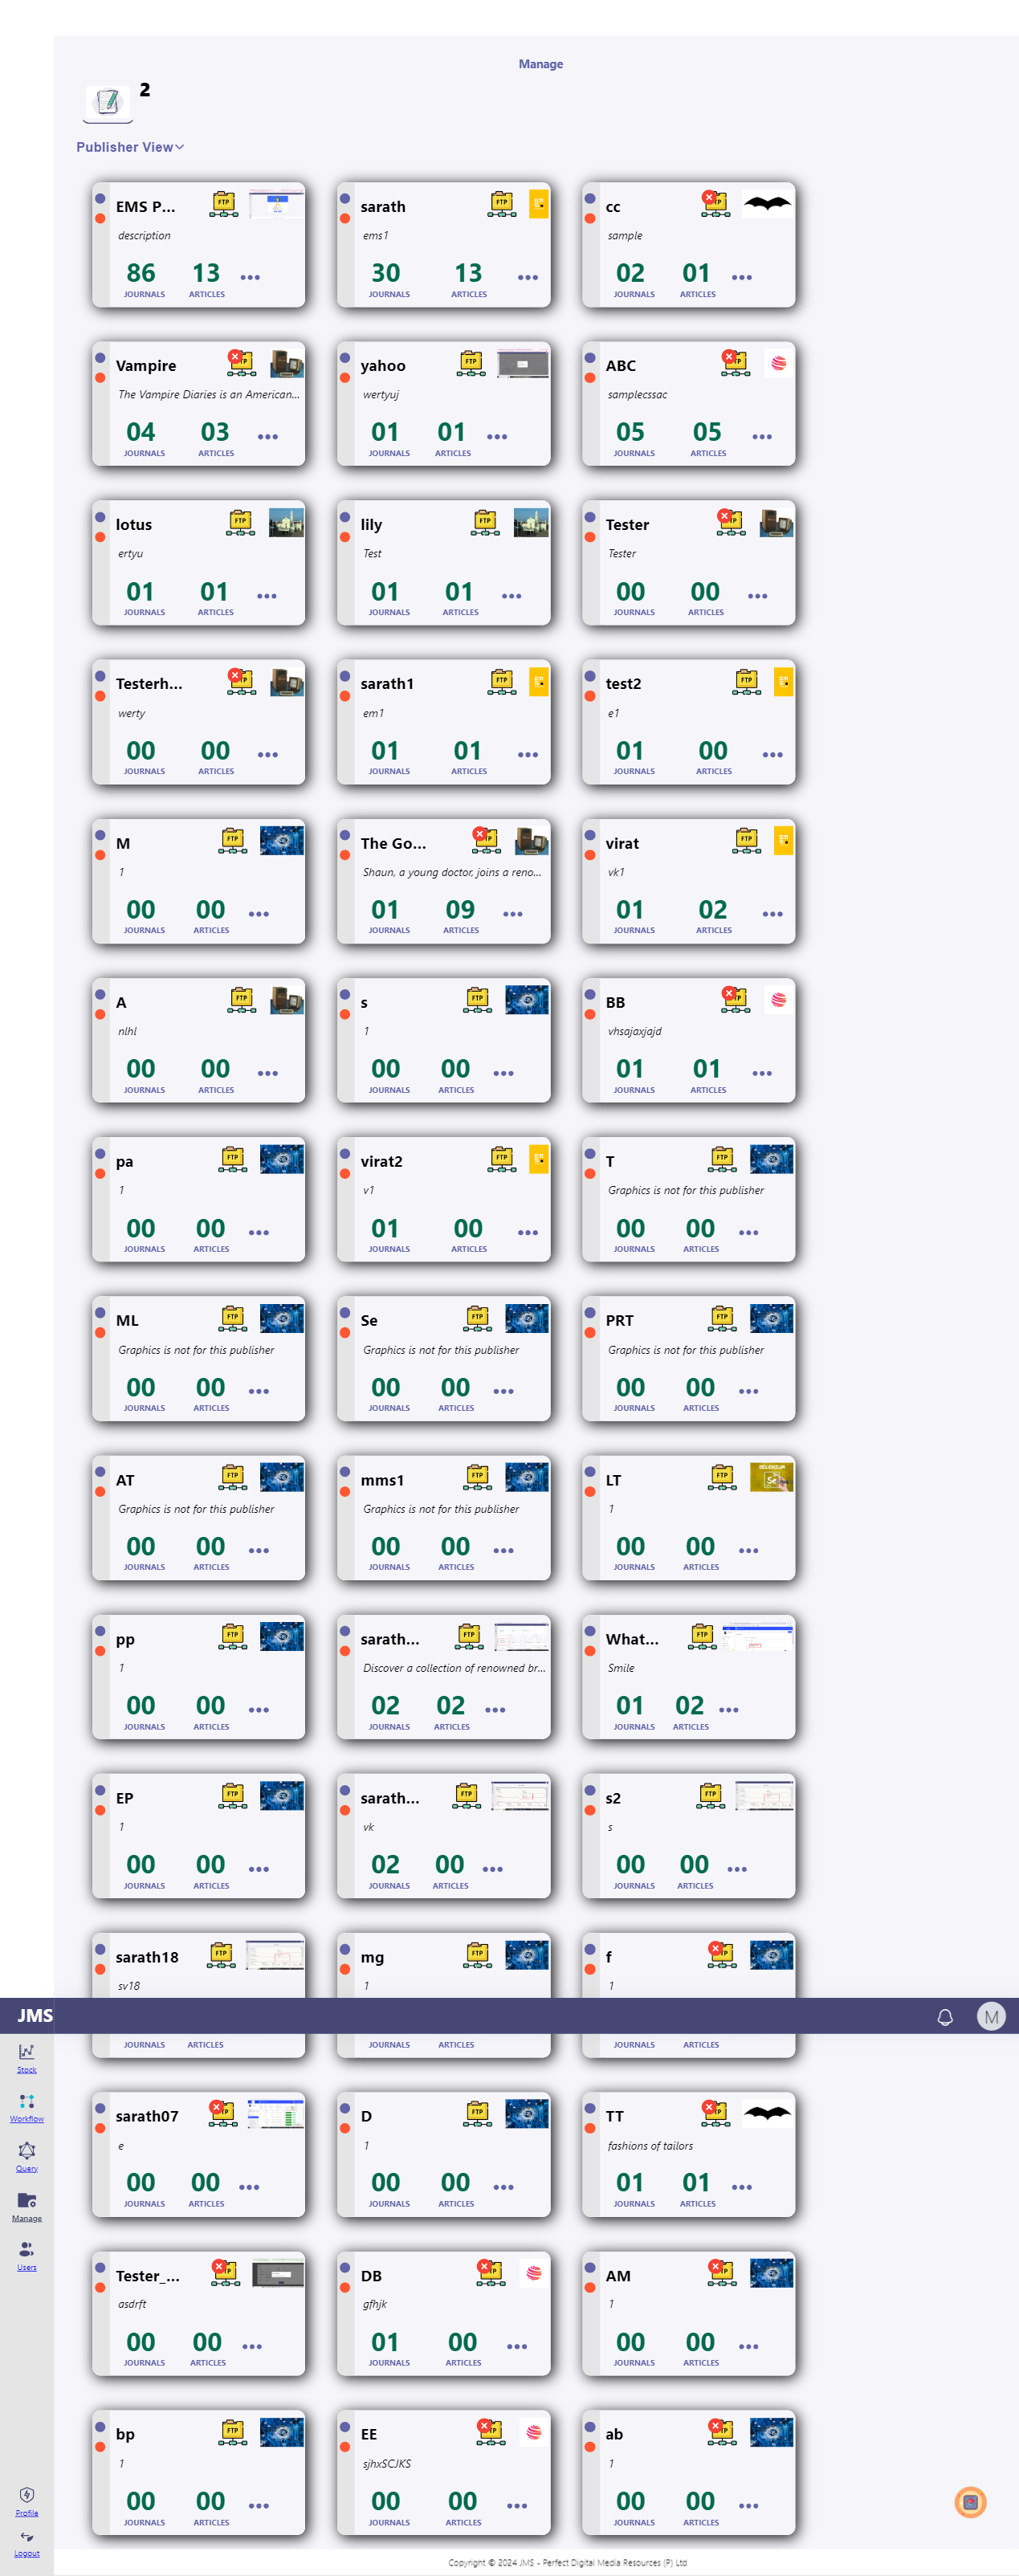 Manage
2
Publisher View
EMS P...
FTP
description
86 13
JOURNALS ARTICLES
sarath
FTP
ems1
30 13
JOURNALS ARTICLES
cc
sample
02 01
JOURNALS ARTICLES
Vampire
The Vampire Diaries is an American...
04 03
JOURNALS ARTICLES
yahoo
FTP
wertyuj
01 01
JOURNALS ARTICLES
ABC
samplecssac
05 05
JOURNALS ARTICLES
lotus
FTP
ertyu
01 01
JOURNALS ARTICLES
lily
FTP
Test
01 01
JOURNALS ARTICLES
Tester
Tester
00 00
JOURNALS ARTICLES
Testerh...
werty
00 00
JOURNALS ARTICLES
sarath1
FTP
em1
01 01
JOURNALS ARTICLES
test2
FTP
e1
01 00
JOURNALS ARTICLES
M
FTP
1
00 00
JOURNALS ARTICLES
The Go...
Shaun, a young doctor, joins a reno...
01 09
JOURNALS ARTICLES
virat
FTP
vk1
01 02
JOURNALS ARTICLES
A
FTP
nlhl
00 00
JOURNALS ARTICLES
s
FTP
1
00 00
JOURNALS ARTICLES
BB
vhsajaxjajd
01 01
JOURNALS ARTICLES
pa
FTP
1
00 00
JOURNALS ARTICLES
virat2
FTP
v1
01 00
JOURNALS ARTICLES
T
FTP
Graphics is not for this publisher
00 00
JOURNALS ARTICLES
ML
FTP
Graphics is not for this publisher
00 00
JOURNALS ARTICLES
Se
FTP
Graphics is not for this publisher
00 00
JOURNALS ARTICLES
PRT
FTP
Graphics is not for this publisher
00 00
JOURNALS ARTICLES
AT
FTP
Graphics is not for this publisher
00 00
JOURNALS ARTICLES
mms1
FTP
Graphics is not for this publisher
00 00
JOURNALS ARTICLES
LT
FTP
SELENIUM
Se
1
00 00
JOURNALS ARTICLES
pp
FTP
1
00 00
JOURNALS ARTICLES
sarath...
FTP
Discover a collection of renowned br...
02 02
JOURNALS ARTICLES
What...
FTP
Smile
01 02
JOURNALS ARTICLES
EP
FTP
1
00 00
JOURNALS ARTICLES
sarath...
FTP
vk
02 00
JOURNALS ARTICLES
s2
FTP
s
00 00
JOURNALS ARTICLES
sarath18
FTP
sv18
JOURNALS ARTICLES
mg
FTP
1
JOURNALS ARTICLES
f
1
JOURNALS ARTICLES
JMS
M
Stock
Workflow
Query
Manage
Users
Profile
Logout
sarath07
e
00 00
JOURNALS ARTICLES
D
FTP
1
00 00
JOURNALS ARTICLES
TT
fashions of tailors
01 01
JOURNALS ARTICLES
Tester_...
asdrft
00 00
JOURNALS ARTICLES
DB
gfhjk
01 00
JOURNALS ARTICLES
AM
1
00 00
JOURNALS ARTICLES
bp
FTP
1
00 00
JOURNALS ARTICLES
EE
sjhxSCJKS
00 00
JOURNALS ARTICLES
ab
1
00 00
JOURNALS ARTICLES
Copyright © 2024 JMS - Perfect Digital Media Resources (P) Ltd